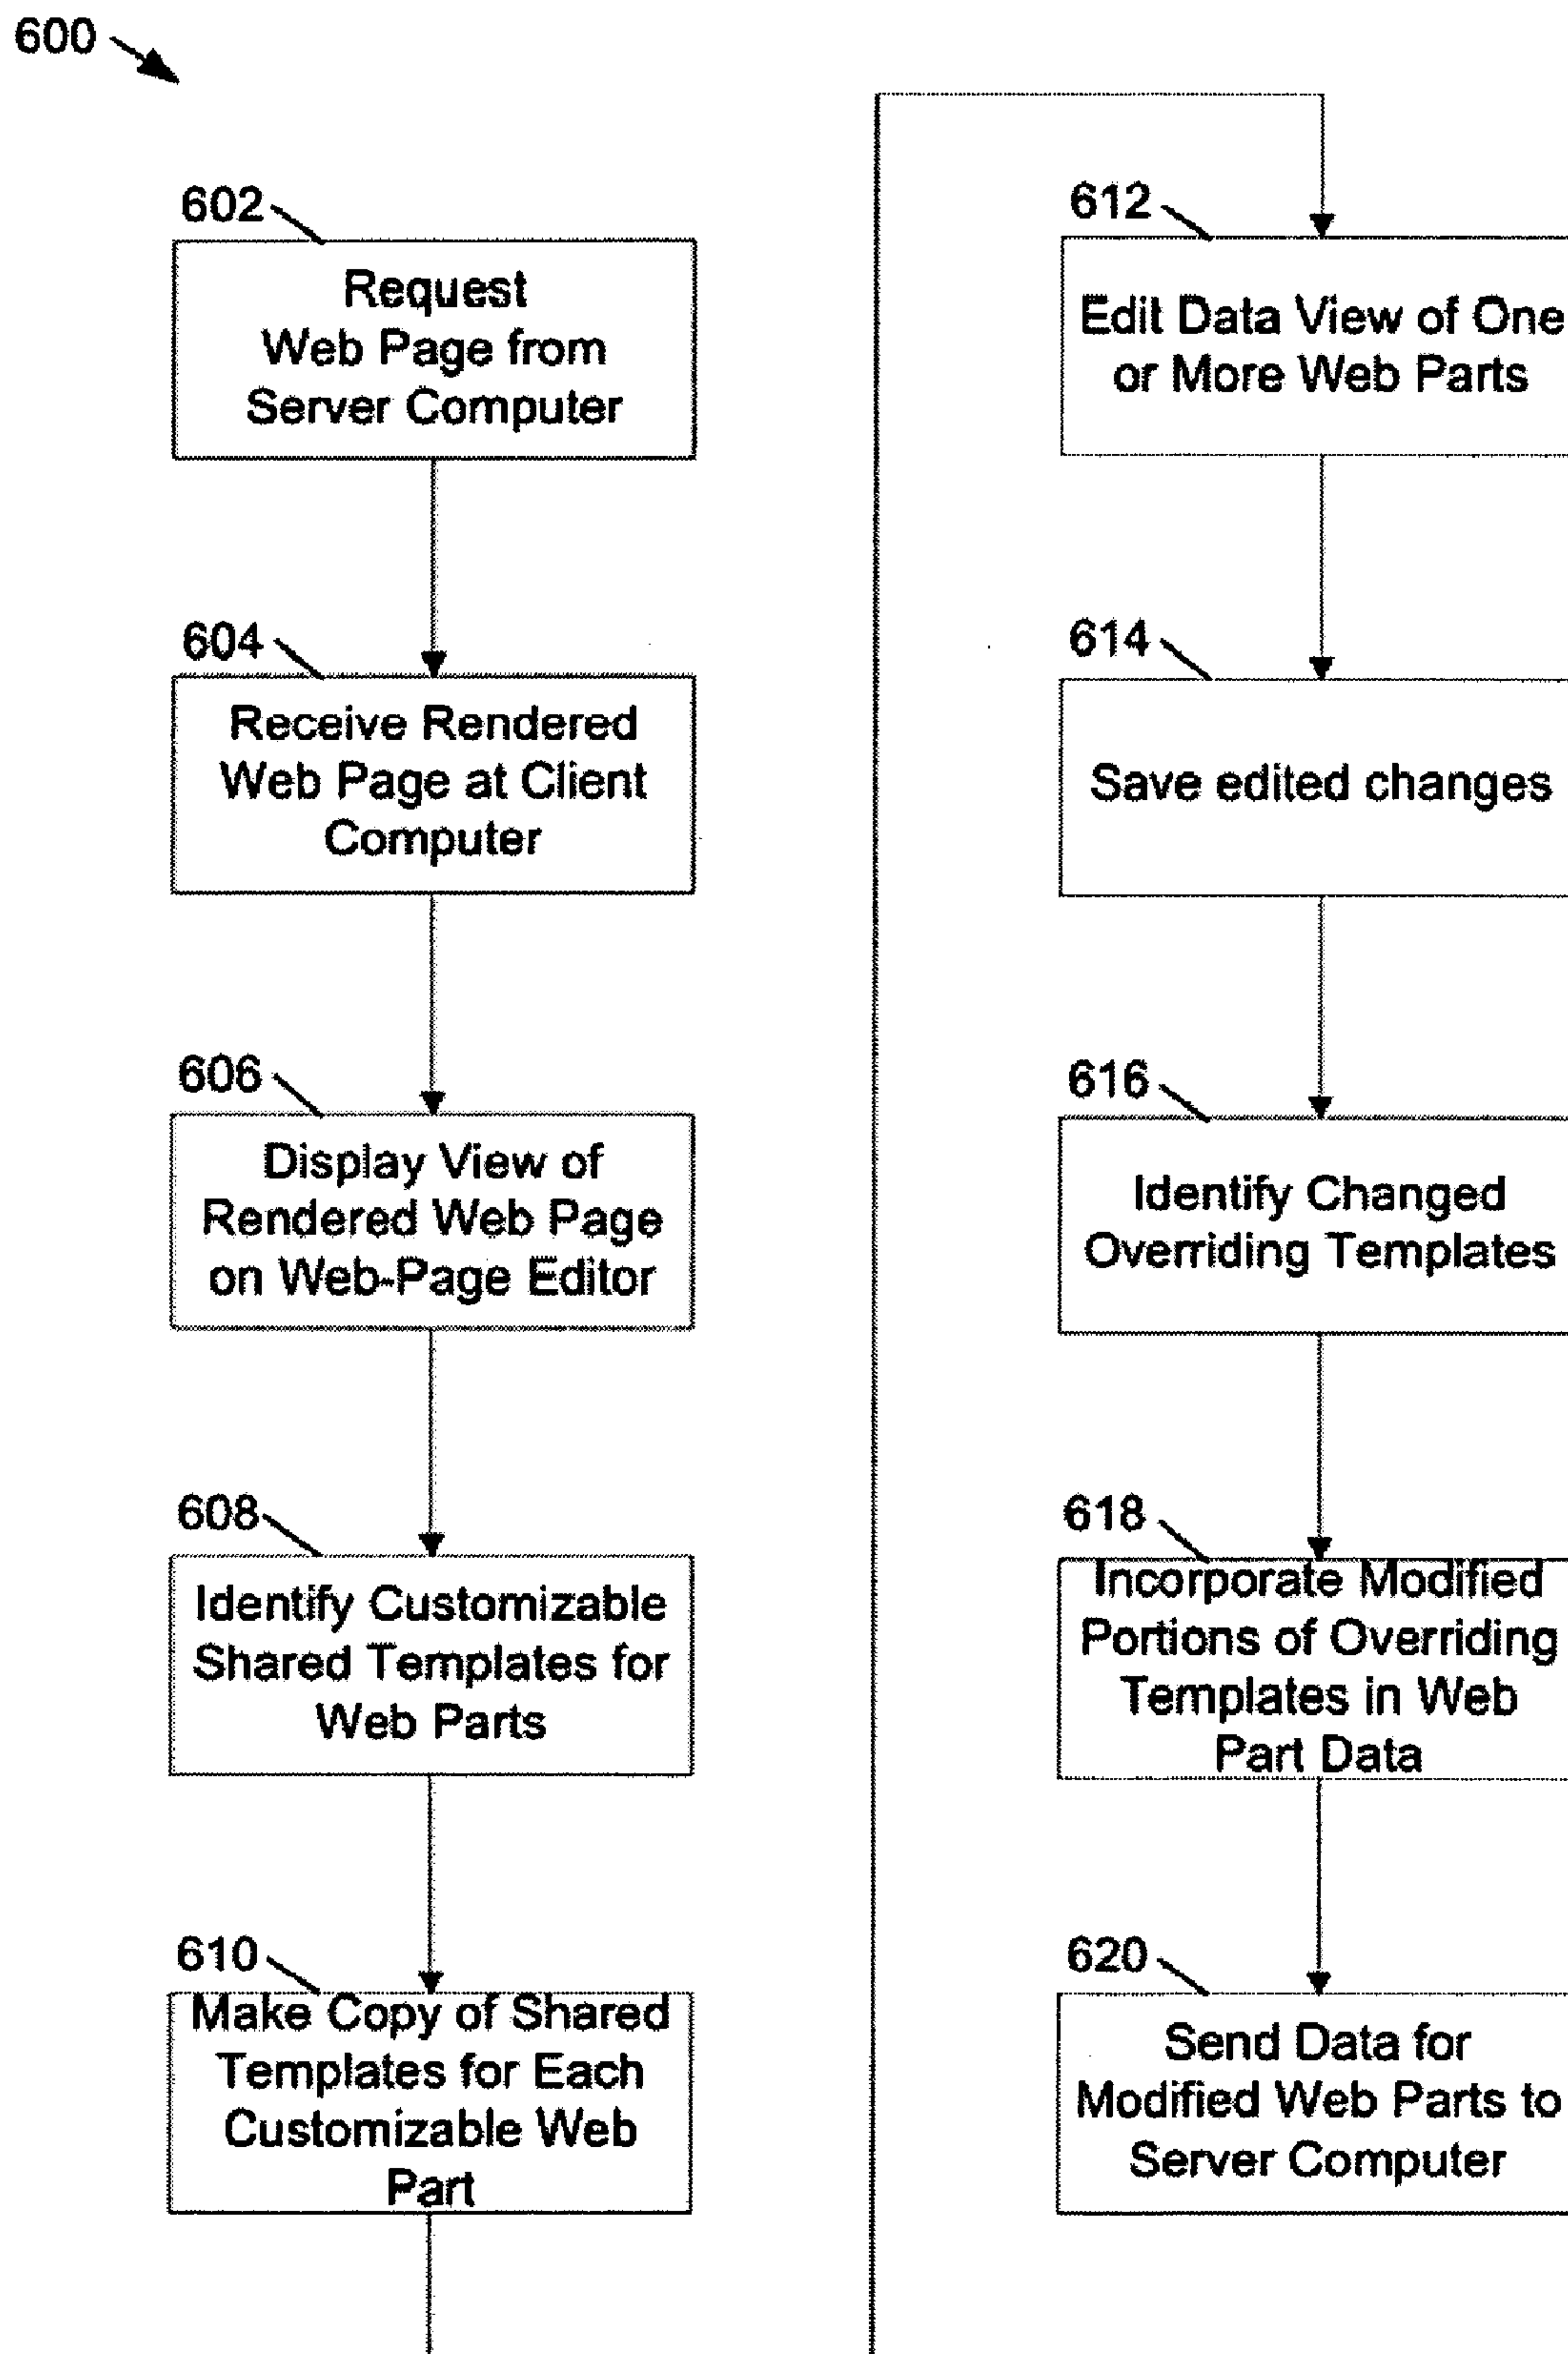 600
602
Request
Web Page from
Server Computer
604
Receive Rendered
Web Page at Client
Computer
606
Display View of
Rendered Web Page
on Web-Page Editor
608
Identify Customizable
Shared Templates for
Web Parts
610
Make Copy of Shared
Templates for Each
Customizable Web
Part
612
Edit Data View of One
or More Web Parts
614
Save edited changes
616
Identify Changed
Overriding Templates
618
Incorporate Modified
Portions of Overriding
Templates in Web
Part Data
620
Send Data for
Modified Web Parts to
Server Computer